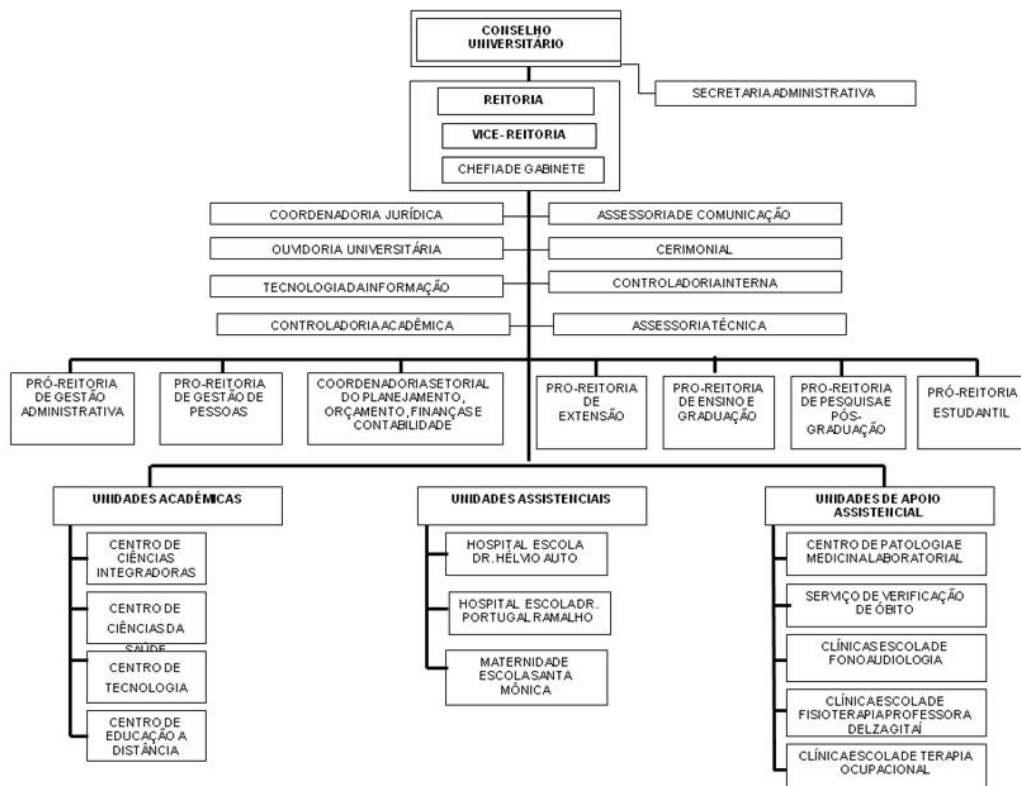 CONSELHO
UNIVERSITÁRIO
SECRETARIA ADMINISTRATIVA
REITORIA
VICE- REITORIA
CHEFIA DE GABINETE
COORDENADORIA JURÍDICA
ASSESSORIA DE COMUNICAÇÃO
OUVIDORIA UNIVERSITÁRIA
CERIMONIAL
TECNOLOGIA DA INFORMAÇÃO
CONTROLADORIA INTERNA
CONTROLADORIA ACADÊMICA
ASSESSORIA TÉCNICA
PRÓ-REITORIA
DE GESTÃO
ADMINISTRATIVA
PRO-REITORIA
DE GESTÃO DE
PESSOAS
COORDENADORIA SETORIAL
DO PLANEJAMENTO,
ORÇAMENTO, FINANÇAS E
CONTABILIDADE
PRO-REITORIA
DE
EXTENSÃO
PRO-REITORIA
DE ENSINO E
GRADUAÇÃO
PRO-REITORIA
DE PESQUISA E
PÓS-
GRADUAÇÃO
PRÓ-REITORIA
ESTUDANTIL
UNIDADES ACADÊMICAS
CENTRO DE
CIÊNCIAS
INTEGRADORAS
CENTRO DE
CIÊNCIAS DA
SAÚDE
CENTRO DE
TECNOLOGIA
CENTRO DE
EDUCAÇÃO A
DISTÂNCIA
UNIDADES ASSISTENCIAIS
HOSPITAL ESCOLA
DR. HÉLVIO AUTO
HOSPITAL ESCOLA DR.
PORTUGAL RAMALHO
MATERNIDADE
ESCOLA SANTA
MÔNICA
UNIDADES DE APOIO
ASSISTENCIAL
CENTRO DE PATOLOGIA E
MEDICINA LABORATORIAL
SERVIÇO DE VERIFICAÇÃO
DE ÓBITO
CLÍNICAS ESCOLA DE
FONOAUDIOLOGIA
CLÍNICA ESCOLA DE
FISIOTERAPIA PROFESSORA
DELZA GITAÍ
CLÍNICA ESCOLA DE TERAPIA
OCUPACIONAL